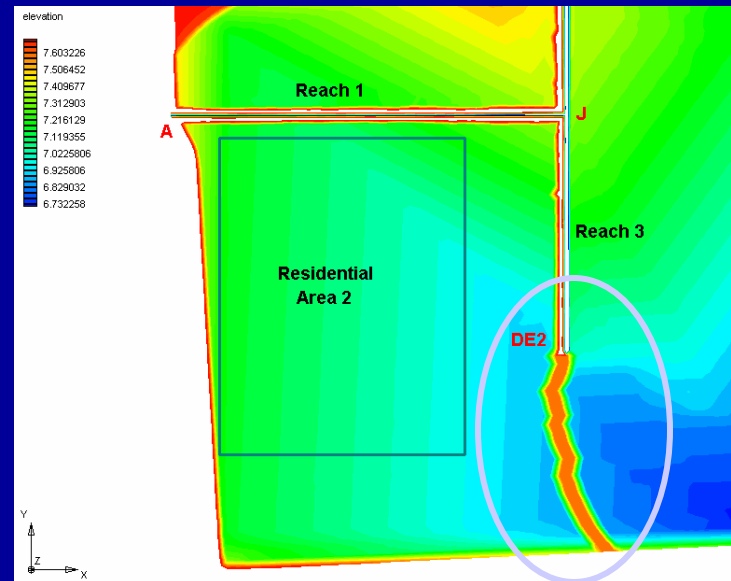 elevation
7.603226
7.506452
7.409677
7.312903
7.216129
7.119355
7.0225806
6.925806
6.829032
6.732258
Reach 1
A
J
Reach 3
Residential
Area 2
DE2
Y
Z
X